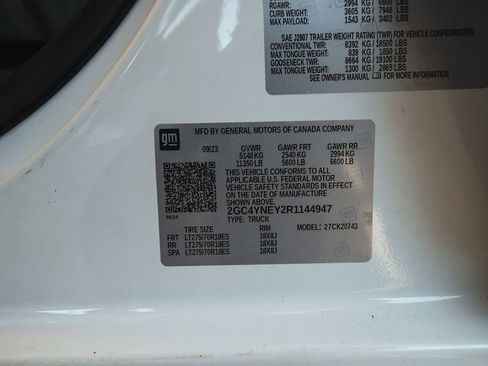 RGAWR: 2994 KG / 6600 LBS
CURB WEIGHT: 3605 KG / 7948 LBS
MAX PAYLOAD: 1543 KG / 3402 LBS
SAE J2807 TRAILER WEIGHT RATING (TWR) FOR VEHICLE CONFIGURATION.
CONVENTIONAL TWR: 8392 KG / 18500 LBS
MAX TONGUE WEIGHT: 839 KG / 1850 LBS
GOOSENECK TWR: 8664 KG / 19100 LBS
MAX TONGUE WEIGHT: 1300 KG / 2865 LBS
SEE OWNER'S MANUAL FOR MORE INFORMATION
gm
MFD BY GENERAL MOTORS OF CANADA COMPANY
09/23 GVWR GAWR FRT GAWR RR
5148 KG 2540 KG 2994 KG
11350 LB 5600 LB 6600 LB
THIS VEHICLE CONFORMS TO ALL
APPLICABLE U.S. FEDERAL MOTOR
VEHICLE SAFETY STANDARDS IN EFFECT
ON THE DATE OF MANUFACTURE
SHOWN ABOVE.
2GC4YNEY2R1144947
TYPE: TRUCK
8624
TIRE SIZE RIM MODEL: 27CK20743
FRT LT275/70R18ES 18X8J
RR LT275/70R18ES 18X8J
SPA LT275/70R18ES 18X8J